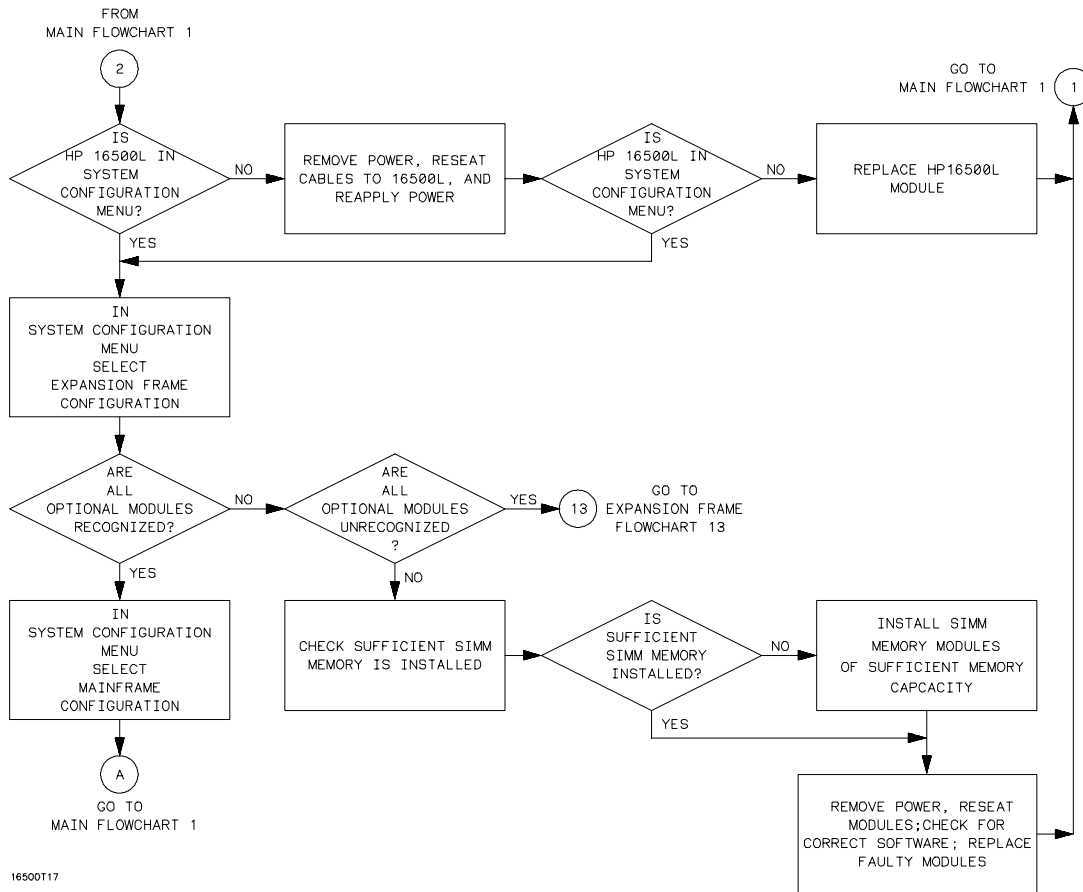 FROM
MAIN FLOWCHART 1
2
GO TO
MAIN FLOWCHART 1
1
IS
HP 16500L IN
SYSTEM
CONFIGURATION
MENU?
NO
YES
REMOVE POWER, RESEAT
CABLES TO 16500L, AND
REAPPLY POWER
IS
HP 16500L IN
SYSTEM
CONFIGURATION
MENU?
NO
YES
REPLACE HP16500L
MODULE
IN
SYSTEM CONFIGURATION
MENU
SELECT
EXPANSION FRAME
CONFIGURATION
ARE
ALL
OPTIONAL MODULES
RECOGNIZED?
NO
YES
ARE
ALL
OPTIONAL MODULES
UNRECOGNIZED
?
YES
NO
13
GO TO
EXPANSION FRAME
FLOWCHART 13
IN
SYSTEM CONFIGURATION
MENU
SELECT
MAINFRAME
CONFIGURATION
CHECK SUFFICIENT SIMM
MEMORY IS INSTALLED
IS
SUFFICIENT
SIMM MEMORY
INSTALLED?
NO
YES
INSTALL SIMM
MEMORY MODULES
OF SUFFICIENT MEMORY
CAPCACITY
A
GO TO
MAIN FLOWCHART 1
REMOVE POWER, RESEAT
MODULES;CHECK FOR
CORRECT SOFTWARE; REPLACE
FAULTY MODULES
16500T17